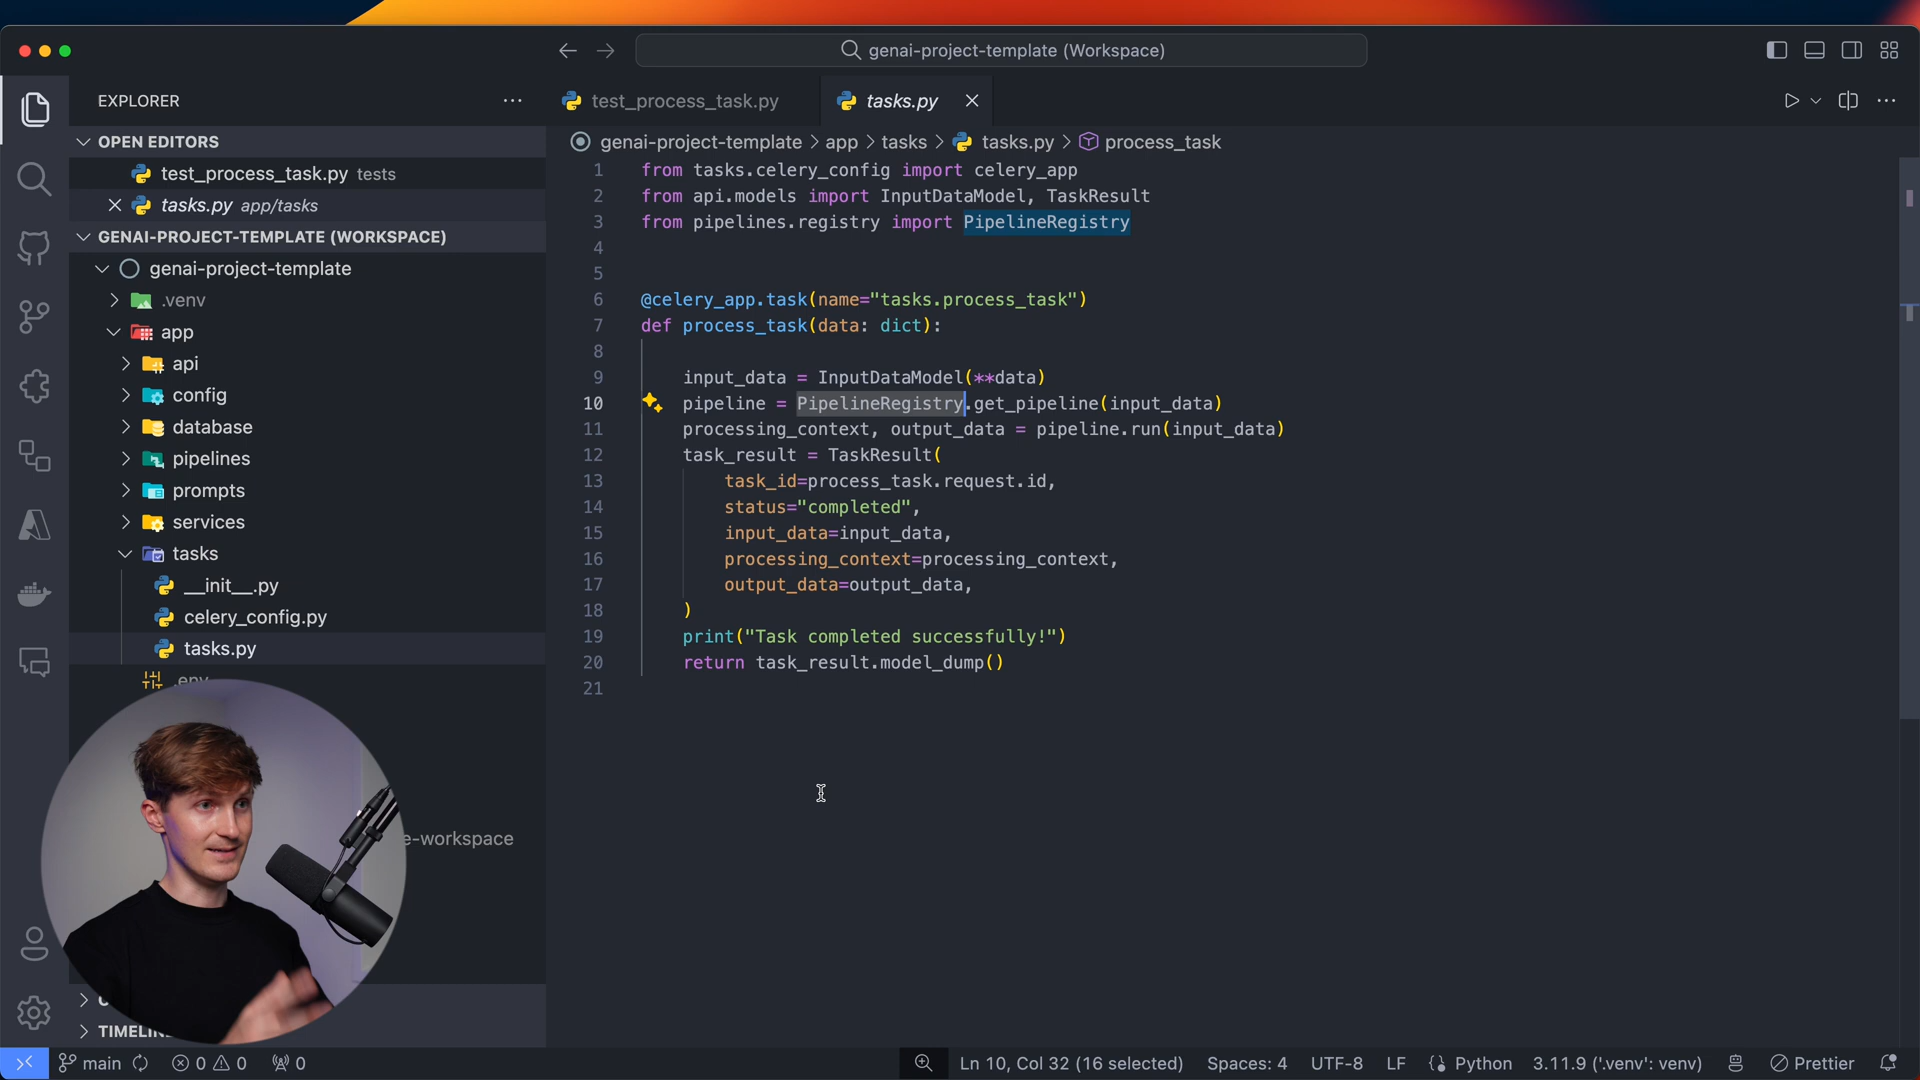 genai-project-template (Workspace)
EXPLORER
OPEN EDITORS
test_process_task.py tests
tasks.py app/tasks
GENAI-PROJECT-TEMPLATE (WORKSPACE)
genai-project-template
.venv
app
api
config
database
pipelines
prompts
services
tasks
__init__.py
celery_config.py
tasks.py
.env
e-workspace
TIMELIN
test_process_task.py
tasks.py
genai-project-template > app > tasks > tasks.py > process_task
1 from tasks.celery_config import celery_app
2 from api.models import InputDataModel, TaskResult
3 from pipelines.registry import PipelineRegistry
4
5
6 @celery_app.task(name="tasks.process_task")
7 def process_task(data: dict):
8
9 input_data = InputDataModel(**data)
10 pipeline = PipelineRegistry.get_pipeline(input_data)
11 processing_context, output_data = pipeline.run(input_data)
12 task_result = TaskResult(
13 task_id=process_task.request.id,
14 status="completed",
15 input_data=input_data,
16 processing_context=processing_context,
17 output_data=output_data,
18 )
19 print("Task completed successfully!")
20 return task_result.model_dump()
21
main 0 0 0 Ln 10, Col 32 (16 selected) Spaces: 4 UTF-8 LF Python 3.11.9 ('.venv': venv) Prettier